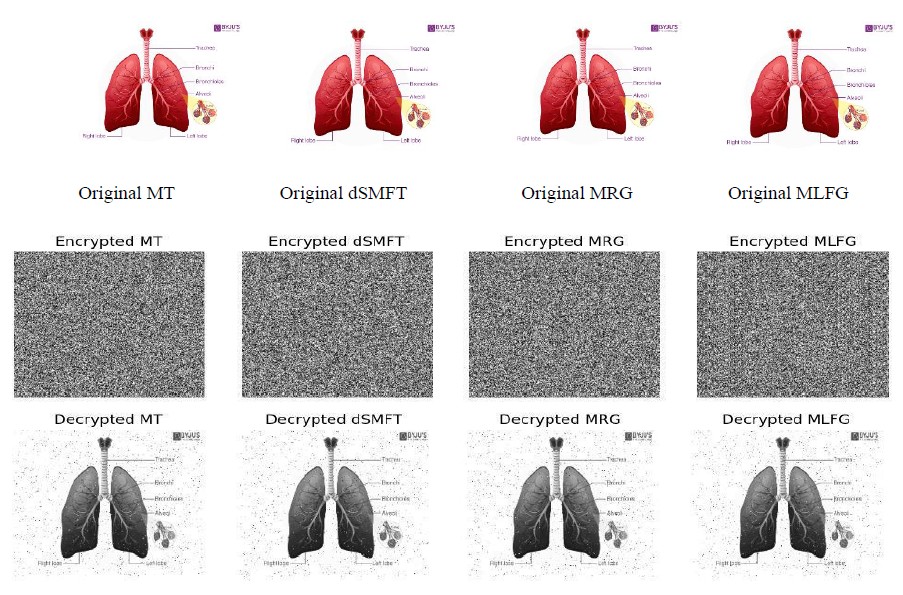 BYJU'S BYJU'S BYJU'S BYJU'S
Trachea Trachea Trachea Trachea
Bronchi Bronchi Bronchi Bronchi
Bronchioles Bronchioles Bronchioles Bronchioles
Alveoli Alveoli Alveoli Alveoli
Right lobe Left lobe Right lobe Left lobe Right lobe Left lobe Right lobe Left lobe
Original MT Original dSMFT Original MRG Original MLFG
Encrypted MT Encrypted dSMFT Encrypted MRG Encrypted MLFG
Decrypted MT Decrypted dSMFT Decrypted MRG Decrypted MLFG
BYJU'S BYJU'S BYJU'S BYJU'S
Trachea Trachea Trachea Trachea
Bronchi Bronchi Bronchi Bronchi
Bronchioles Bronchioles Bronchioles Bronchioles
Alveoli Alveoli Alveoli Alveoli
Right lobe Left lobe Right lobe Left lobe Right lobe Left lobe Right lobe Left lobe